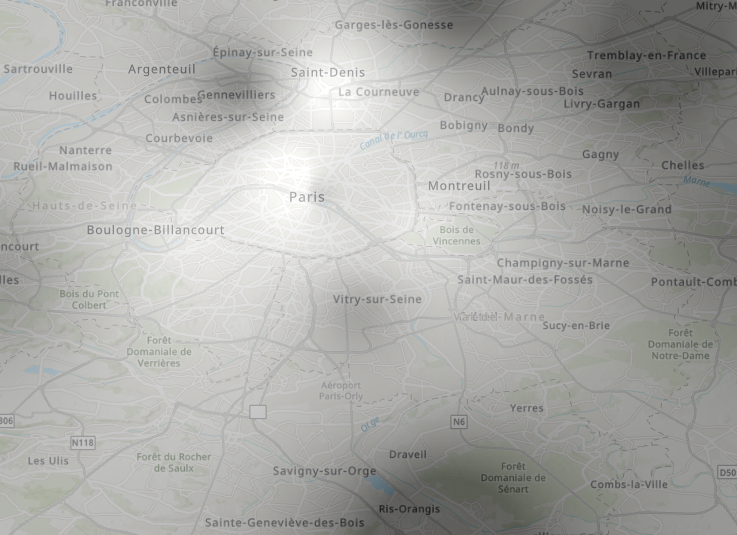 Franconville
Mitry-M
Garges-lès-Gonesse
Épinay-sur-Seine
Tremblay-en-France
Sartrouville
Argenteuil
Saint-Denis
Sevran
Villepari
Houilles
Colombes
Gennevilliers
La Courneuve
Drancy
Aulnay-sous-Bois
Livry-Gargan
Asnières-sur-Seine
Bobigny
Bondy
Courbevoie
Canal de l'Ourcq
Nanterre
Gagny
Rueil-Malmaison
118 m
Rosny-sous-Bois
Chelles
Marne
Paris
Montreuil
Hauts-de-Seine
Fontenay-sous-Bois
Noisy-le-Grand
Boulogne-Billancourt
Bois de
Vincennes
ncourt
Champigny-sur-Marne
lles
Saint-Maur-des-Fossés
Pontault-Comb
Bois du Pont
Colbert
Vitry-sur-Seine
Sucy-en-Brie
Forêt
Domaniale de
Verrières
Forêt
Domaniale de
Notre-Dame
Aéroport
Paris-Orly
Yerres
306
N6
Orge
N118
Les Ulis
Forêt du Rocher
de Saulx
Draveil
Savigny-sur-Orge
Forêt
Domaniale de
Sénart
D50
Combs-la-Ville
Ris-Orangis
Sainte-Geneviève-des-Bois